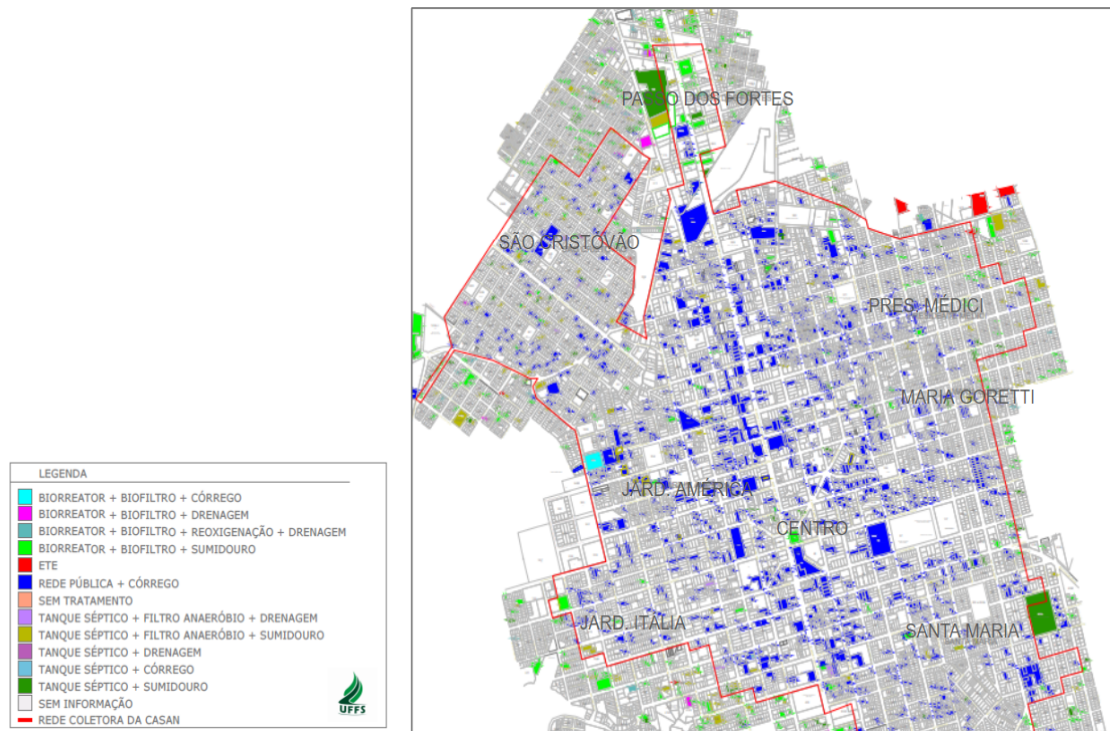 PASSO DOS FORTES
SÃO CRISTOVÃO
PRES. MÉDICI
MARIA GORETTI
JARD. AMÉRICA
CENTRO
JARD. ITALIA
SANTA MARIA
LEGENDA
BIORREATOR + BIOFILTRO + CÓRREGO
BIORREATOR + BIOFILTRO + DRENAGEM
BIORREATOR + BIOFILTRO + REOXIGENAÇÃO + DRENAGEM
BIORREATOR + BIOFILTRO + SUMIDOURO
ETE
REDE PÚBLICA + CÓRREGO
SEM TRATAMENTO
TANQUE SÉPTICO + FILTRO ANAERÓBIO + DRENAGEM
TANQUE SÉPTICO + FILTRO ANAERÓBIO + SUMIDOURO
TANQUE SÉPTICO + DRENAGEM
TANQUE SÉPTICO + CÓRREGO
TANQUE SÉPTICO + SUMIDOURO
SEM INFORMAÇÃO
REDE COLETORA DA CASAN
UFFS